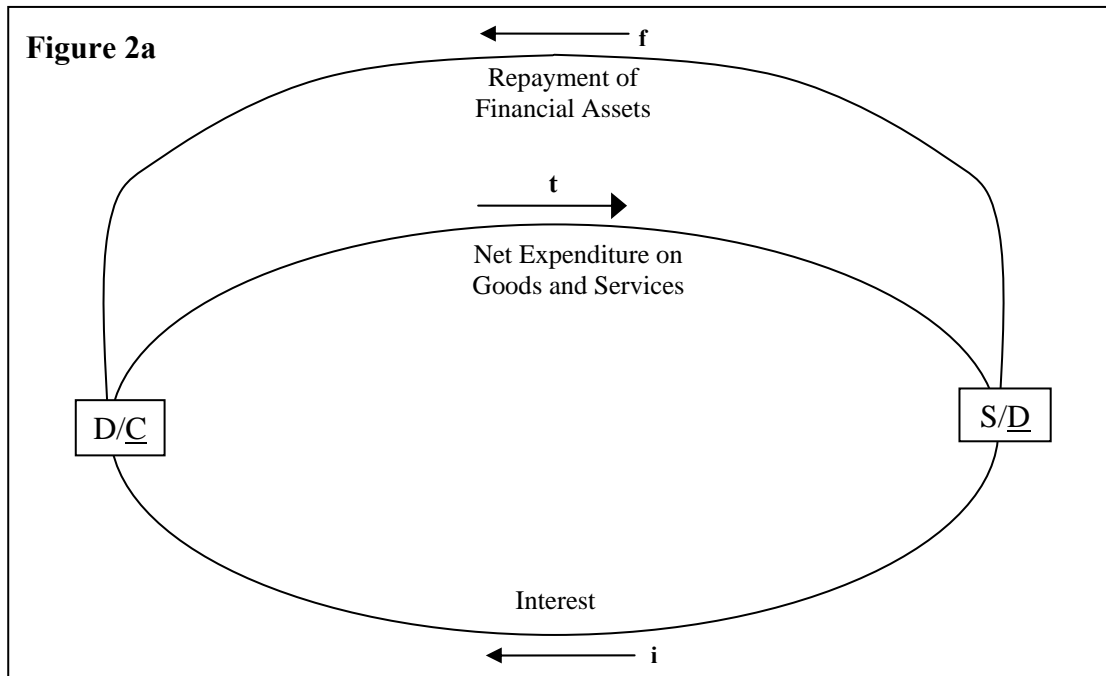 Figure 2a
f
Repayment of
Financial Assets
t
Net Expenditure on
Goods and Services
D/C
S/D
Interest
i